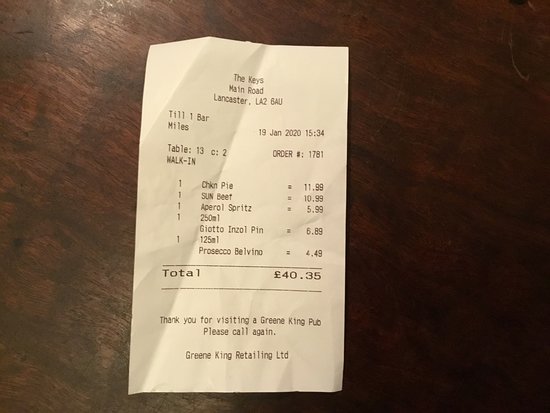 The Keys
Main Road
Lancaster, LA2 6AU
Till 1 Bar
Miles
19 Jan 2020 15:34
Table: 13 c: 2 ORDER #: 1781
WALK-IN
1 Chkn Pie = 11.99
1 SUN Beef = 10.99
1 Aperol Spritz = 5.99
1 250ml
Giotto Inzol Pin = 6.89
1 125ml
Prosecco Belvino = 4.49
Total £40.35
Thank you for visiting a Greene King Pub
Please call again.
Greene King Retailing Ltd